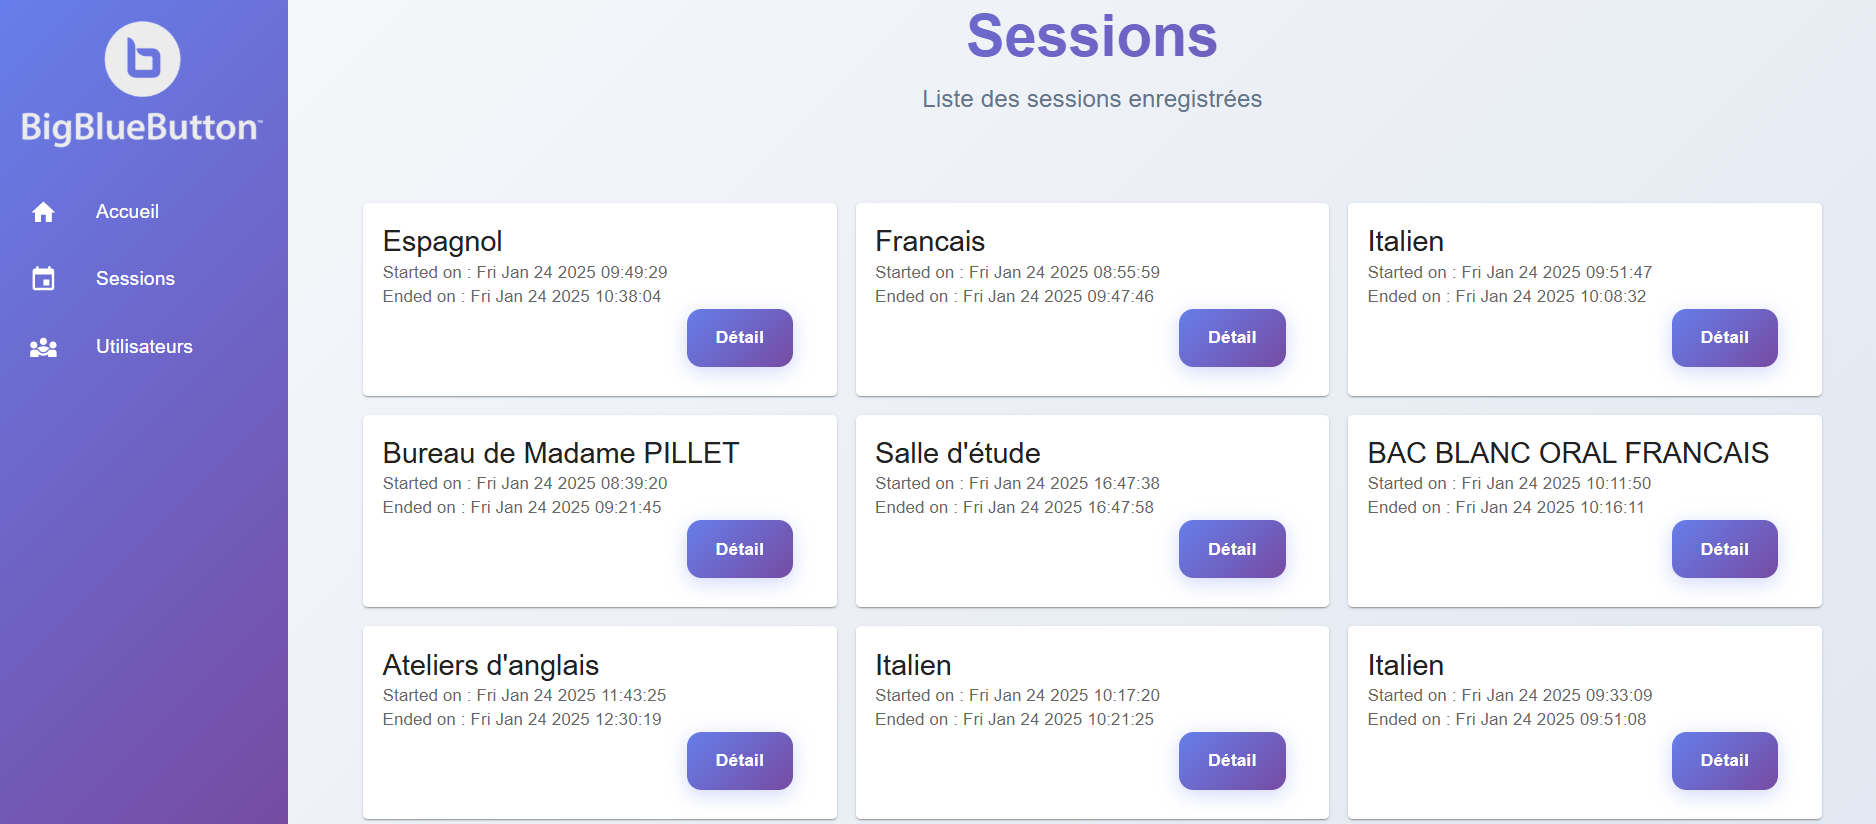 BigBlueButton™
Accueil
Sessions
Utilisateurs
Sessions
Liste des sessions enregistrées
Espagnol
Started on : Fri Jan 24 2025 09:49:29
Ended on : Fri Jan 24 2025 10:38:04
Détail
Francais
Started on : Fri Jan 24 2025 08:55:59
Ended on : Fri Jan 24 2025 09:47:46
Détail
Italien
Started on : Fri Jan 24 2025 09:51:47
Ended on : Fri Jan 24 2025 10:08:32
Détail
Bureau de Madame PILLET
Started on : Fri Jan 24 2025 08:39:20
Ended on : Fri Jan 24 2025 09:21:45
Détail
Salle d'étude
Started on : Fri Jan 24 2025 16:47:38
Ended on : Fri Jan 24 2025 16:47:58
Détail
BAC BLANC ORAL FRANCAIS
Started on : Fri Jan 24 2025 10:11:50
Ended on : Fri Jan 24 2025 10:16:11
Détail
Ateliers d'anglais
Started on : Fri Jan 24 2025 11:43:25
Ended on : Fri Jan 24 2025 12:30:19
Détail
Italien
Started on : Fri Jan 24 2025 10:17:20
Ended on : Fri Jan 24 2025 10:21:25
Détail
Italien
Started on : Fri Jan 24 2025 09:33:09
Ended on : Fri Jan 24 2025 09:51:08
Détail